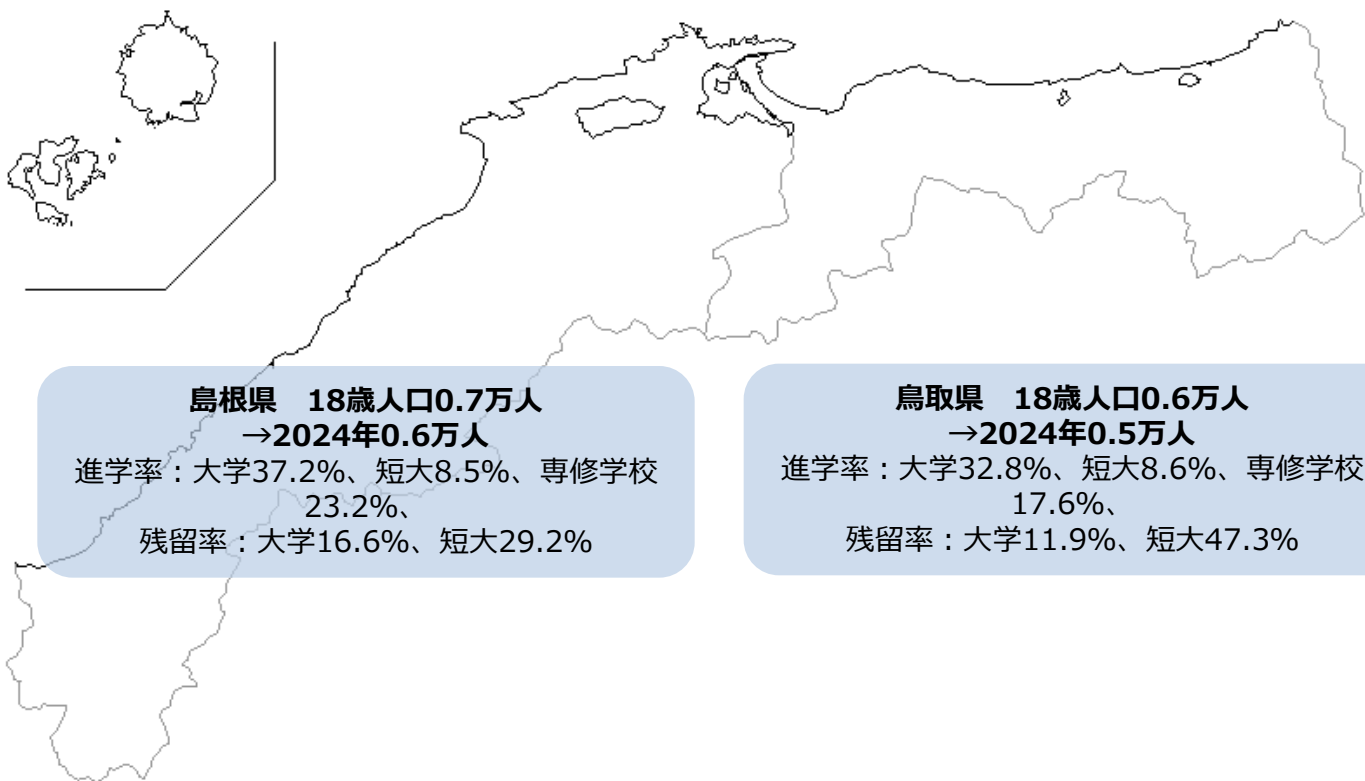 島根県　18歳人口0.7万人
→2024年0.6万人
進学率：大学37.2%、短大8.5%、専修学校
23.2%、
残留率：大学16.6%、短大29.2%
鳥取県　18歳人口0.6万人
→2024年0.5万人
進学率：大学32.8%、短大8.6%、専修学校
17.6%、
残留率：大学11.9%、短大47.3%